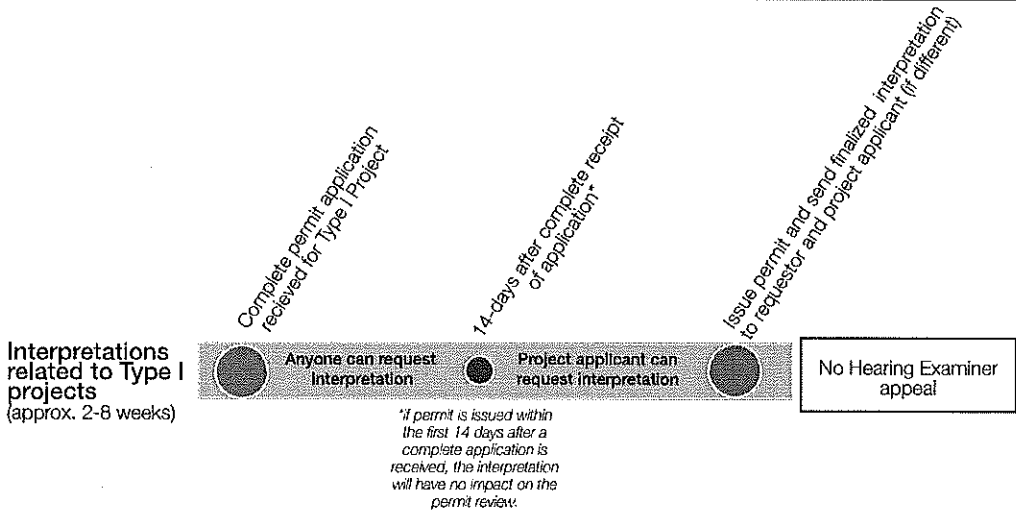 Complete permit application
recieved for Type I Project
14-days after complete receipt
of application*
Issue permit and send finalized interpretation
to requestor and project applicant (if different)
Interpretations
related to Type I
projects
(approx. 2-8 weeks)
Anyone can request
Interpretation
Project applicant can
request interpretation
No Hearing Examiner
appeal
*if permit is issued within
the first 14 days after a
complete application is
received, the interpretation
will have no impact on the
permit review.